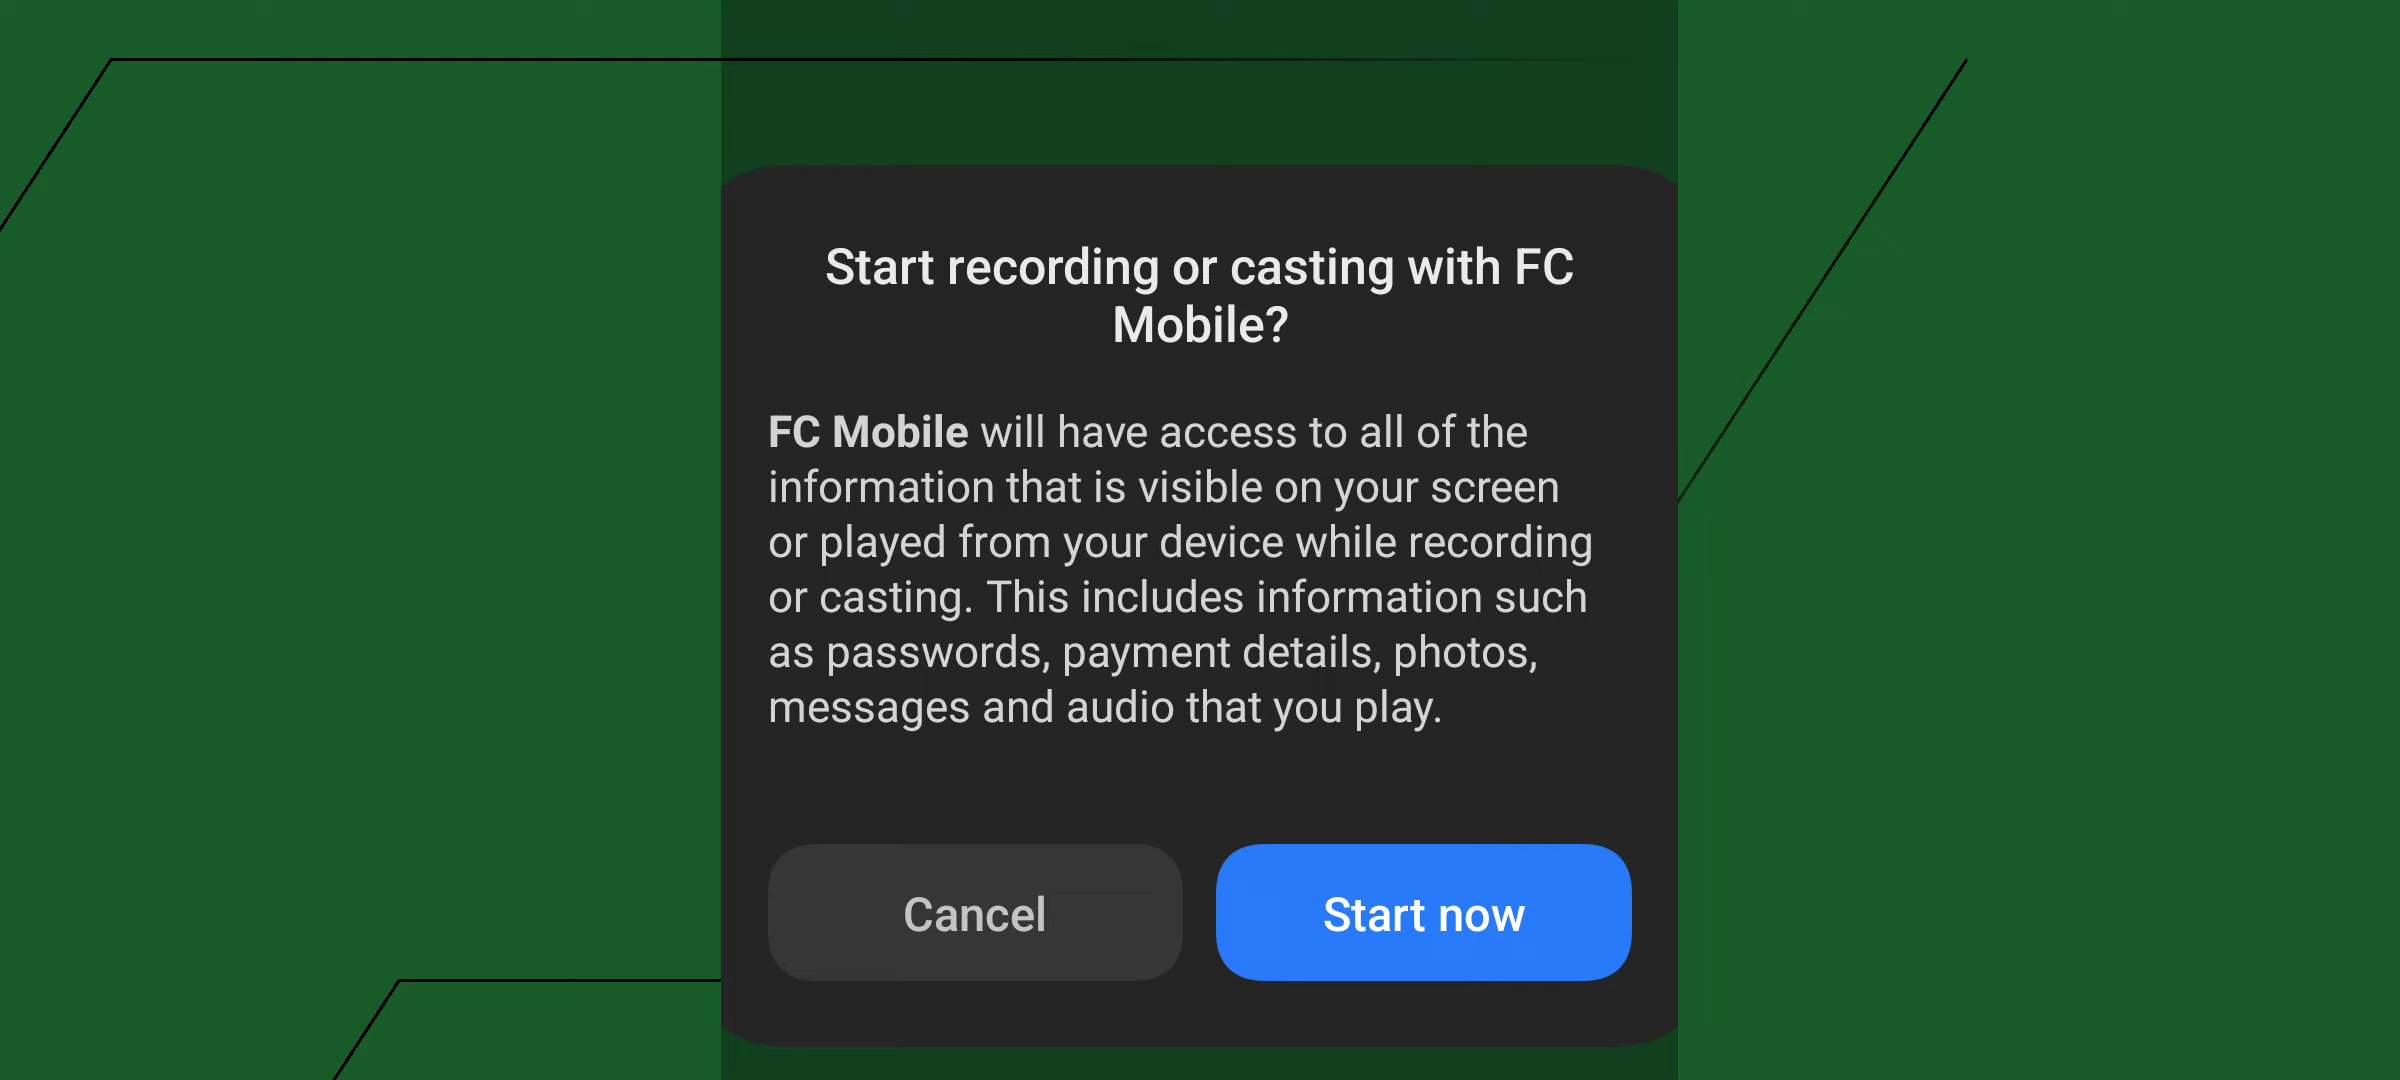 Start recording or casting with FC
Mobile?
FC Mobile will have access to all of the
information that is visible on your screen
or played from your device while recording
or casting. This includes information such
as passwords, payment details, photos,
messages and audio that you play.
Cancel
Start now